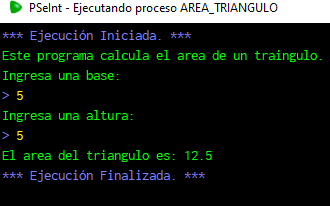 PSeInt - Ejecutando proceso AREA_TRIANGULO
*** Ejecución Iniciada. ***
Este programa calcula el area de un traingulo.
Ingresa una base:
> 5
Ingresa una altura:
> 5
El area del triangulo es: 12.5
*** Ejecución Finalizada. ***